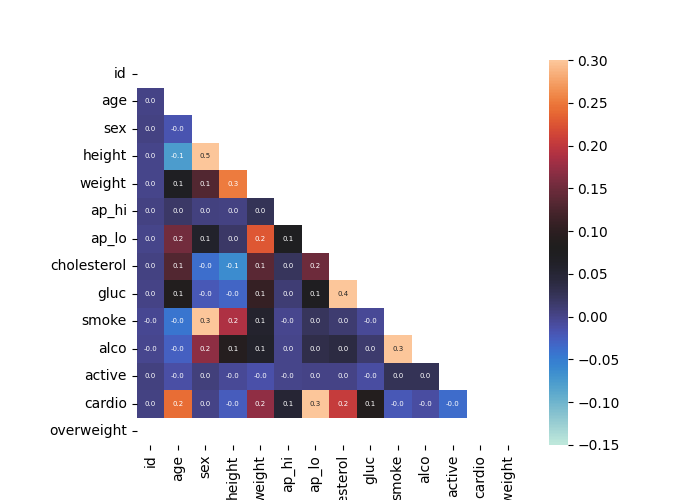 id
age 0.0
sex 0.0 -0.0
height 0.0 -0.1 0.5
weight 0.0 0.1 0.1 0.3
ap_hi 0.0 0.0 0.0 0.0 0.0
ap_lo 0.0 0.2 0.1 0.0 0.2 0.1
cholesterol 0.0 0.1 -0.0 -0.1 0.1 0.0 0.2
gluc 0.0 0.1 -0.0 -0.0 0.1 0.0 0.1 0.4
smoke -0.0 -0.0 0.3 0.2 0.1 -0.0 0.0 0.0 -0.0
alco -0.0 -0.0 0.2 0.1 0.1 0.0 0.0 0.0 0.0 0.3
active 0.0 -0.0 0.0 -0.0 -0.0 -0.0 0.0 0.0 -0.0 0.0 0.0
cardio 0.0 0.2 0.0 -0.0 0.2 0.1 0.3 0.2 0.1 -0.0 -0.0 -0.0
overweight
id
age
sex
height
weight
ap_hi
ap_lo
esterol
gluc
smoke
alco
active
cardio
weight
0.30
0.25
0.20
0.15
0.10
0.05
0.00
−0.05
−0.10
−0.15